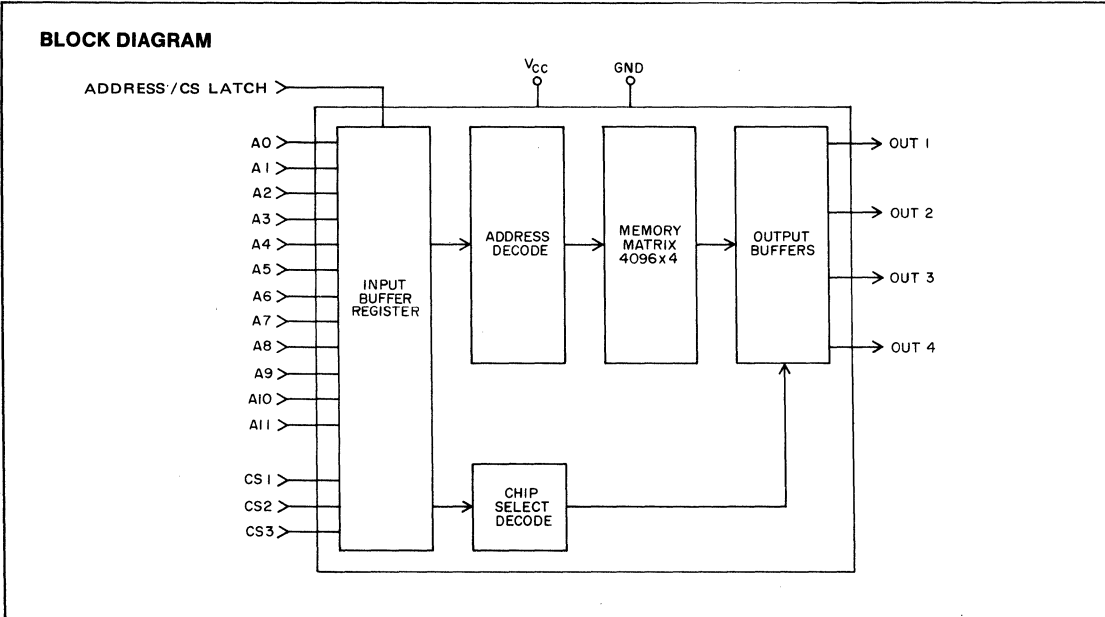 BLOCK DIAGRAM
VCC
GND
ADDRESS/CS LATCH
A0
A1
A2
A3
A4
A5
A6
A7
A8
A9
A10
A11
CS1
CS2
CS3
INPUT
BUFFER
REGISTER
ADDRESS
DECODE
MEMORY
MATRIX
4096x4
OUTPUT
BUFFERS
CHIP
SELECT
DECODE
OUT 1
OUT 2
OUT 3
OUT 4